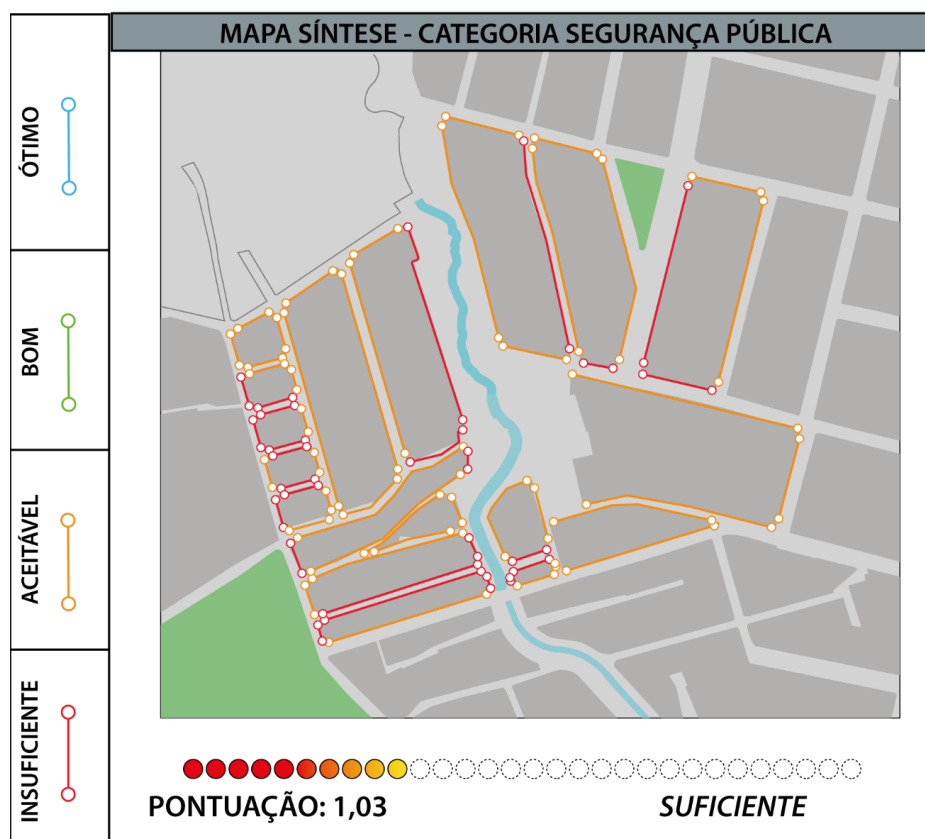 MAPA SÍNTESE - CATEGORIA SEGURANÇA PÚBLICA
ÓTIMO
BOM
ACEITÁVEL
INSUFICIENTE
PONTUAÇÃO: 1,03
SUFICIENTE